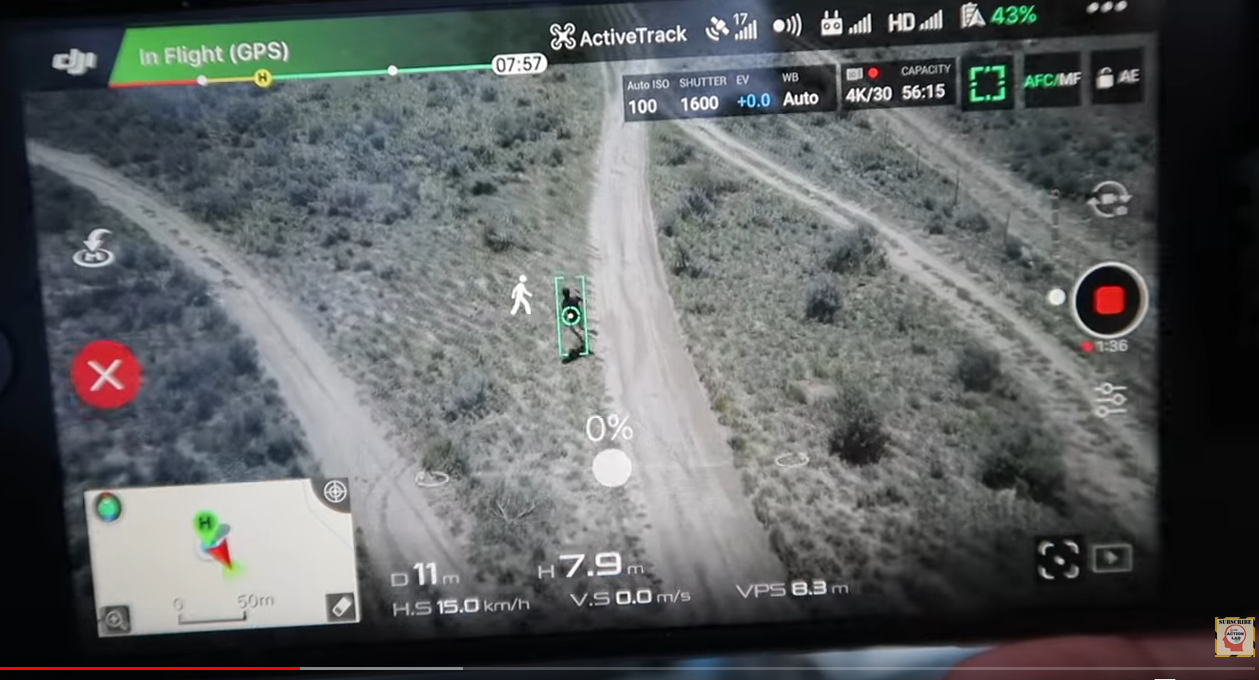 dji
In Flight (GPS)
ActiveTrack
17
HD
43%
H
07:57
Auto ISO
100
SHUTTER
1600
EV
+0.0
WB
Auto
4K/30
CAPACITY
56:15
AFC/MF
AE
1:36
0%
H
0 50m
D 11 m
H 7.9 m
H.S 15.0 km/h
V.S 0.0 m/s
VPS 8.3 m
SUBSCRIBE
ACTION LAB